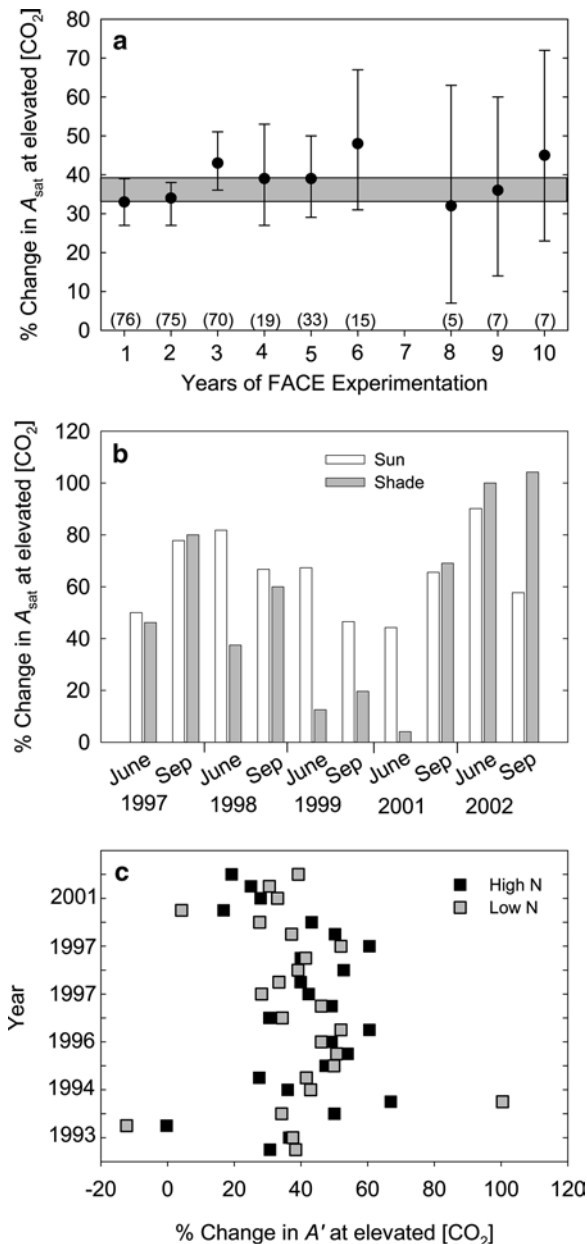 a
80
70
60
50
40
30
20
10
0
% Change in Asat at elevated [CO2]
(76) (75) (70) (19) (33) (15) (5) (7) (7)
1 2 3 4 5 6 7 8 9 10
Years of FACE Experimentation
b
120
100
80
60
40
20
0
% Change in Asat at elevated [CO2]
Sun
Shade
June Sep June Sep June Sep June Sep June Sep
1997 1998 1999 2001 2002
c
High N
Low N
Year
2001
1997
1997
1996
1994
1993
-20 0 20 40 60 80 100 120
% Change in A′ at elevated [CO2]